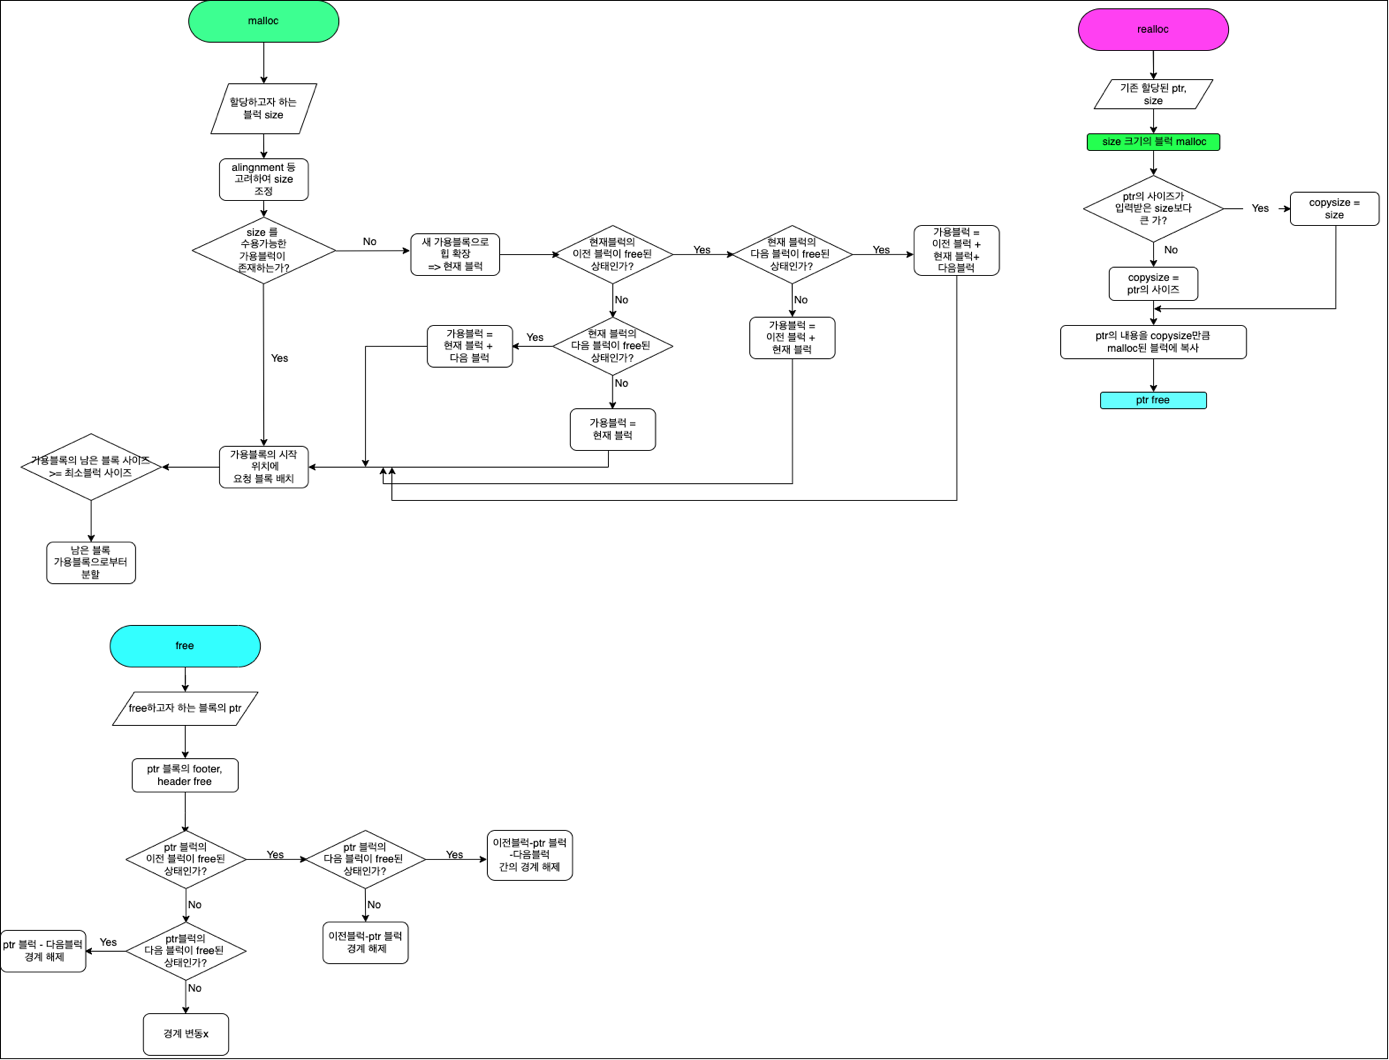 malloc
할당하고자 하는
블럭 size
alingnment 등
고려하여 size
조정
size 를
수용가능한
가용블럭이
존재하는가?
No
Yes
새 가용블록으로
힙 확장
=> 현재 블럭
현재블럭의
이전 블럭이 free된
상태인가?
Yes
No
현재 블럭의
다음 블럭이 free된
상태인가?
Yes
No
가용블럭 =
이전 블럭 +
현재 블럭+
다음블럭
가용블럭 =
이전 블럭 +
현재 블럭
현재 블럭의
다음 블럭이 free된
상태인가?
Yes
No
가용블럭 =
현재 블럭 +
다음 블럭
가용블럭 =
현재 블럭
가용블록의 시작
위치에
요청 블록 배치
가용블록의 남은 블록 사이즈
>= 최소블럭 사이즈
남은 블록
가용블록으로부터
분할
realloc
기존 할당된 ptr,
size
size 크기의 블럭 malloc
ptr의 사이즈가
입력받은 size보다
큰 가?
Yes
No
copysize =
size
copysize =
ptr의 사이즈
ptr의 내용을 copysize만큼
malloc된 블럭에 복사
ptr free
free
free하고자 하는 블록의 ptr
ptr 블록의 footer,
header free
ptr 블럭의
이전 블럭이 free된
상태인가?
Yes
No
ptr 블럭의
다음 블럭이 free된
상태인가?
Yes
No
이전블럭-ptr 블럭
-다음블럭
간의 경계 해제
이전블럭-ptr 블럭
경계 해제
ptr블럭의
다음 블럭이 free된
상태인가?
Yes
No
ptr 블럭 - 다음블럭
경계 해제
경계 변동x